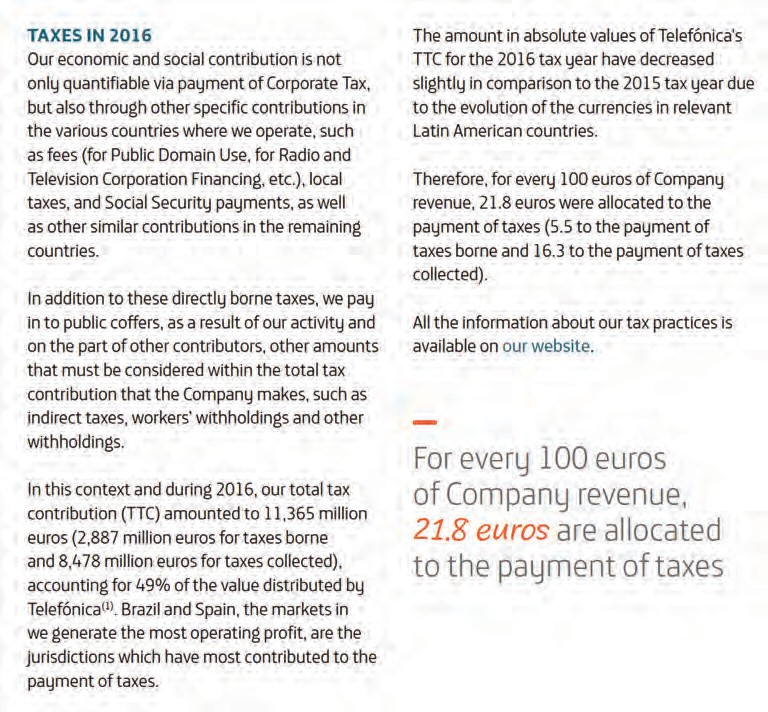 TAXES IN 2016
Our economic and social contribution is not
only quantifiable via payment of Corporate Tax,
but also through other specific contributions in
the various countries where we operate, such
as fees (for Public Domain Use, for Radio and
Television Corporation Financing, etc.), local
taxes, and Social Security payments, as well
as other similar contributions in the remaining
countries.
In addition to these directly borne taxes, we pay
in to public coffers, as a result of our activity and
on the part of other contributors, other amounts
that must be considered within the total tax
contribution that the Company makes, such as
indirect taxes, workers’ withholdings and other
withholdings.
In this context and during 2016, our total tax
contribution (TTC) amounted to 11,365 million
euros (2,887 million euros for taxes borne
and 8,478 million euros for taxes collected),
accounting for 49% of the value distributed by
Telefónica(1). Brazil and Spain, the markets in
we generate the most operating profit, are the
jurisdictions which have most contributed to the
payment of taxes.
The amount in absolute values of Telefónica's
TTC for the 2016 tax year have decreased
slightly in comparison to the 2015 tax year due
to the evolution of the currencies in relevant
Latin American countries.
Therefore, for every 100 euros of Company
revenue, 21.8 euros were allocated to the
payment of taxes (5.5 to the payment of
taxes borne and 16.3 to the payment of taxes
collected).
All the information about our tax practices is
available on our website.
For every 100 euros
of Company revenue,
21.8 euros are allocated
to the payment of taxes